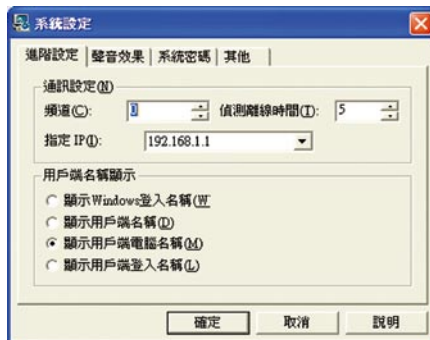 系統設定
進階設定 聲音效果 系統密碼 其他
通訊設定(N)
頻道(C): 偵測離線時間(T): 5
指定 IP(I): 192.168.1.1
用戶端名稱顯示
顯示Windows登入名稱(W
顯示用戶端名稱(D)
顯示用戶端電腦名稱(M)
顯示用戶端登入名稱(L)
確定 取消 說明